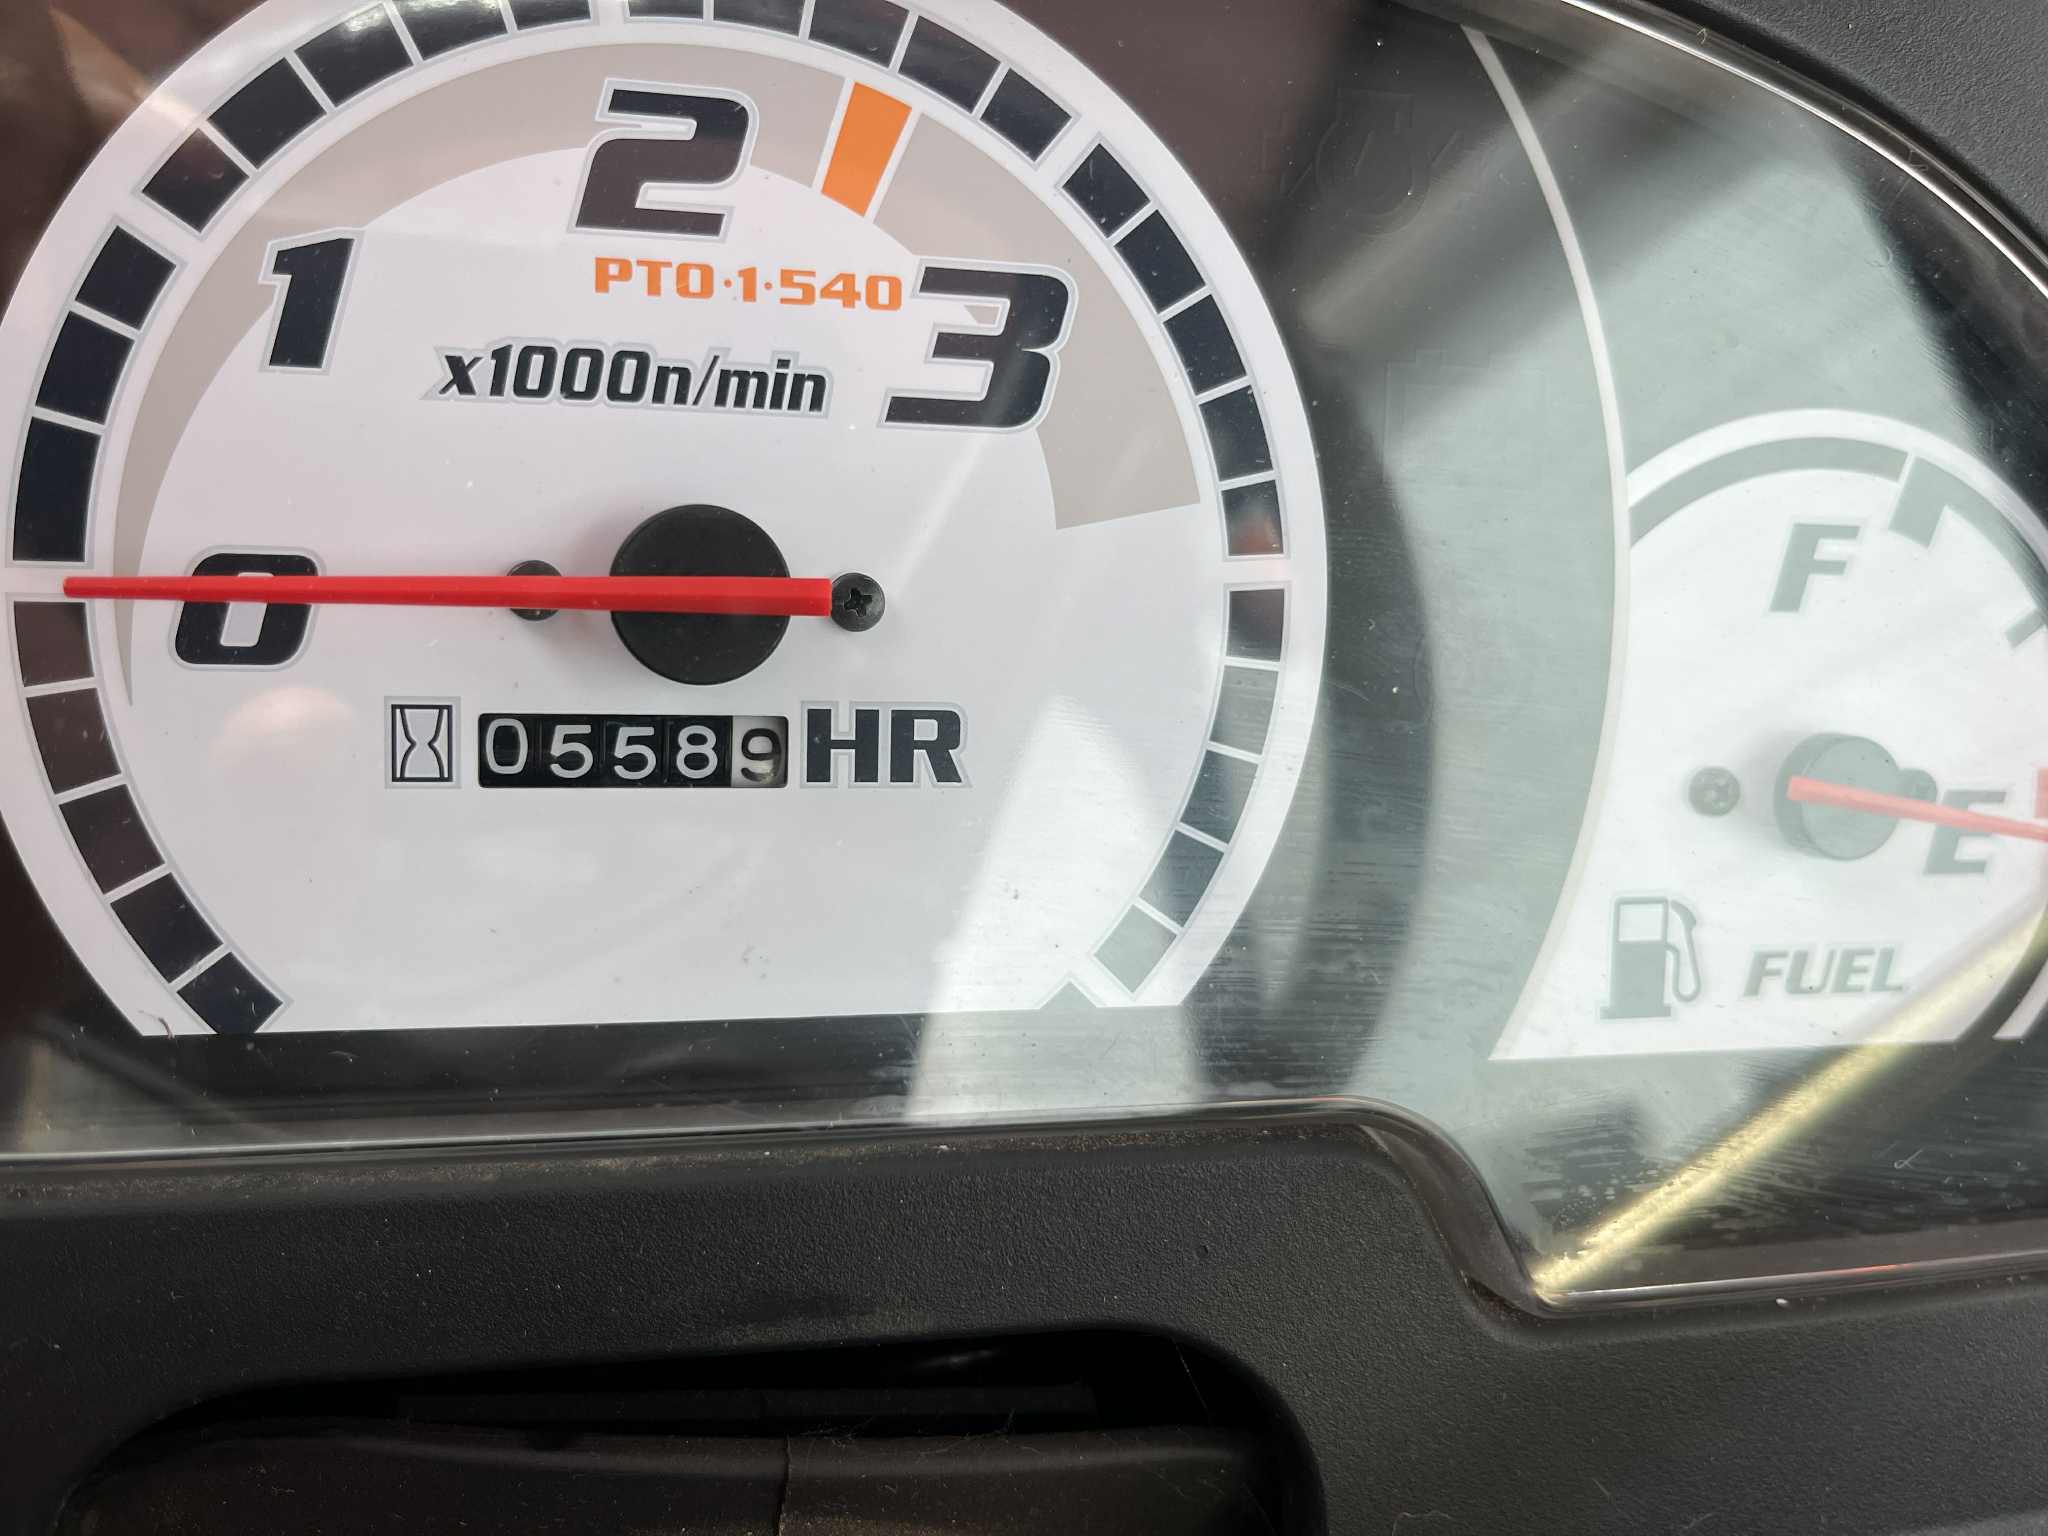 2
1
PTO·1·540
3
x1000n/min
0
05589 HR
F
E
FUEL